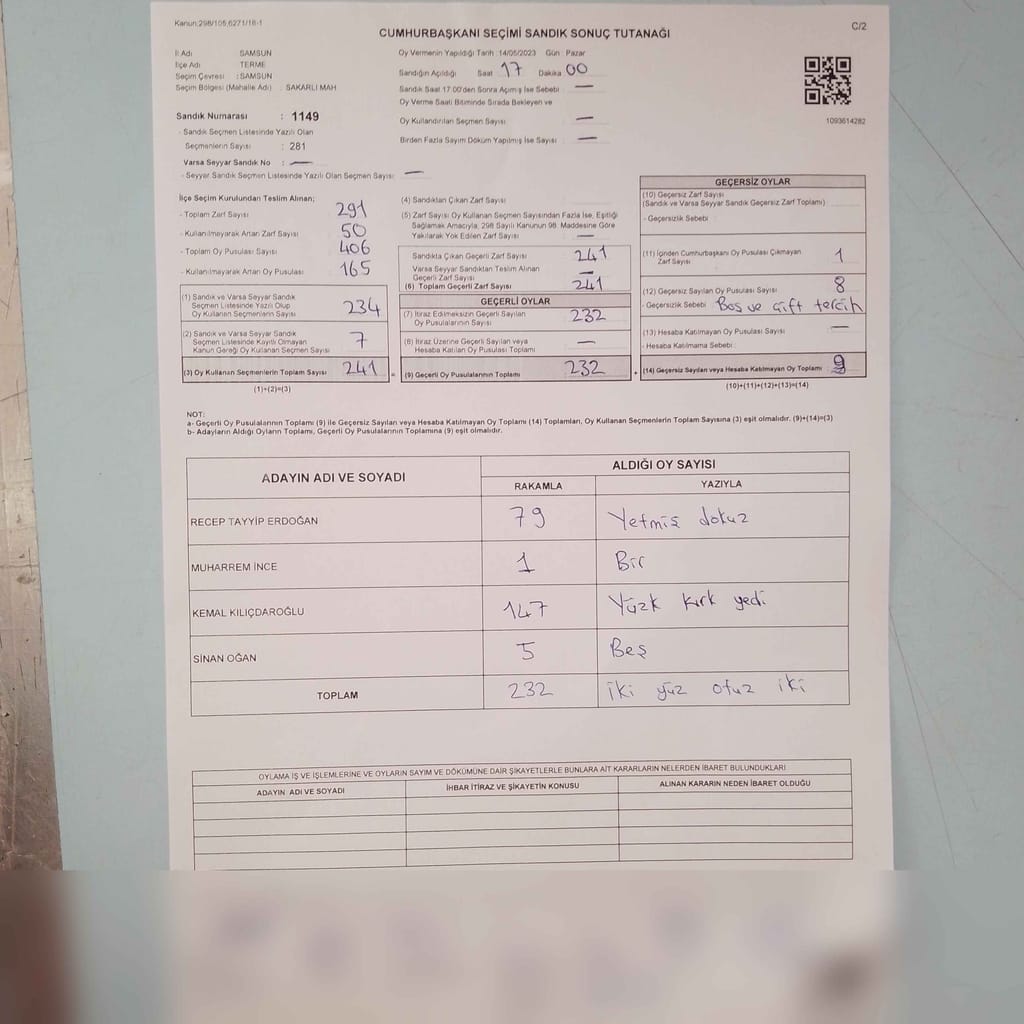 Kanun:298/105,6271/18-1
C/2
CUMHURBAŞKANI SEÇİMİ SANDIK SONUÇ TUTANAĞI
İl Adı SAMSUN
İlçe Adı TERME
Seçim Çevresi :SAMSUN
Seçim Bölgesi (Mahalle Adı) : SAKARLI MAH
Oy Vermenin Yapıldığı Tarih :14/05/2023 Gün : Pazar
Sandığın Açıldığı Saat 17 Dakika 00
Sandık Saat 17.00'den Sonra Açılmış İse Sebebi : —
Oy Verme Saati Bitiminde Sırada Bekleyen ve
Oy Kullandırılan Seçmen Sayısı : —
Birden Fazla Sayım Döküm Yapılmış İse Sayısı : —
1093614282
Sandık Numarası : 1149
- Sandık Seçmen Listesinde Yazılı Olan
Seçmenlerin Sayısı : 281
Varsa Seyyar Sandık No : —
- Seyyar Sandık Seçmen Listesinde Yazılı Olan Seçmen Sayısı: —
İlçe Seçim Kurulundan Teslim Alınan;
- Toplam Zarf Sayısı 291
- Kullanılmayarak Artan Zarf Sayısı 50
- Toplam Oy Pusulası Sayısı 406
- Kullanılmayarak Artan Oy Pusulası 165
(1) Sandık ve Varsa Seyyar Sandık
Seçmen Listesinde Yazılı Olup
Oy Kullanan Seçmenlerin Sayısı 234
(2) Sandık ve Varsa Seyyar Sandık
Seçmen Listesinde Kayıtlı Olmayan
Kanun Gereği Oy Kullanan Seçmen Sayısı 7
(3) Oy Kullanan Seçmenlerin Toplam Sayısı 241
(1)+(2)=(3)
(4) Sandıktan Çıkan Zarf Sayısı
(5) Zarf Sayısı Oy Kullanan Seçmen Sayısından Fazla İse, Eşitliği
Sağlamak Amacıyla, 298 Sayılı Kanunun 98. Maddesine Göre
Yakılarak Yok Edilen Zarf Sayısı : —
Sandıkta Çıkan Geçerli Zarf Sayısı 241
Varsa Seyyar Sandıktan Teslim Alınan
Geçerli Zarf Sayısı —
(6) Toplam Geçerli Zarf Sayısı 241
GEÇERLİ OYLAR
(7) İtiraz Edilmeksizin Geçerli Sayılan
Oy Pusulalarının Sayısı 232
(8) İtiraz Üzerine Geçerli Sayılan veya
Hesaba Katılan Oy Pusulası Toplamı —
= (9) Geçerli Oy Pusulalarının Toplamı 232
GEÇERSİZ OYLAR
(10) Geçersiz Zarf Sayısı
(Sandık ve Varsa Seyyar Sandık Geçersiz Zarf Toplamı)
- Geçersizlik Sebebi :
(11) İçinden Cumhurbaşkanı Oy Pusulası Çıkmayan
Zarf Sayısı 1
(12) Geçersiz Sayılan Oy Pusulası Sayısı 8
- Geçersizlik Sebebi : Boş ve Çift tercih
(13) Hesaba Katılmayan Oy Pusulası Sayısı —
- Hesaba Katılmama Sebebi :
+ (14) Geçersiz Sayılan veya Hesaba Katılmayan Oy Toplamı 9
(10)+(11)+(12)+(13)=(14)
NOT:
a- Geçerli Oy Pusulalarının Toplamı (9) ile Geçersiz Sayılan veya Hesaba Katılmayan Oy Toplamı (14) Toplamları, Oy Kullanan Seçmenlerin Toplam Sayısına (3) eşit olmalıdır. (9)+(14)=(3)
b- Adayların Aldığı Oyların Toplamı, Geçerli Oy Pusulalarının Toplamına (9) eşit olmalıdır.
ADAYIN ADI VE SOYADI ALDIĞI OY SAYISI
RAKAMLA YAZIYLA
RECEP TAYYİP ERDOĞAN 79 Yetmiş dokuz
MUHARREM İNCE 1 Bir
KEMAL KILIÇDAROĞLU 147 Yüzk kırk yedi
SİNAN OĞAN 5 Beş
TOPLAM 232 iki yüz otuz iki
OYLAMA İŞ VE İŞLEMLERİNE VE OYLARIN SAYIM VE DÖKÜMÜNE DAİR ŞİKAYETLERLE BUNLARA AİT KARARLARIN NELERDEN İBARET BULUNDUKLARI
ADAYIN ADI VE SOYADI İHBAR İTİRAZ VE ŞİKAYETİN KONUSU ALINAN KARARIN NEDEN İBARET OLDUĞU